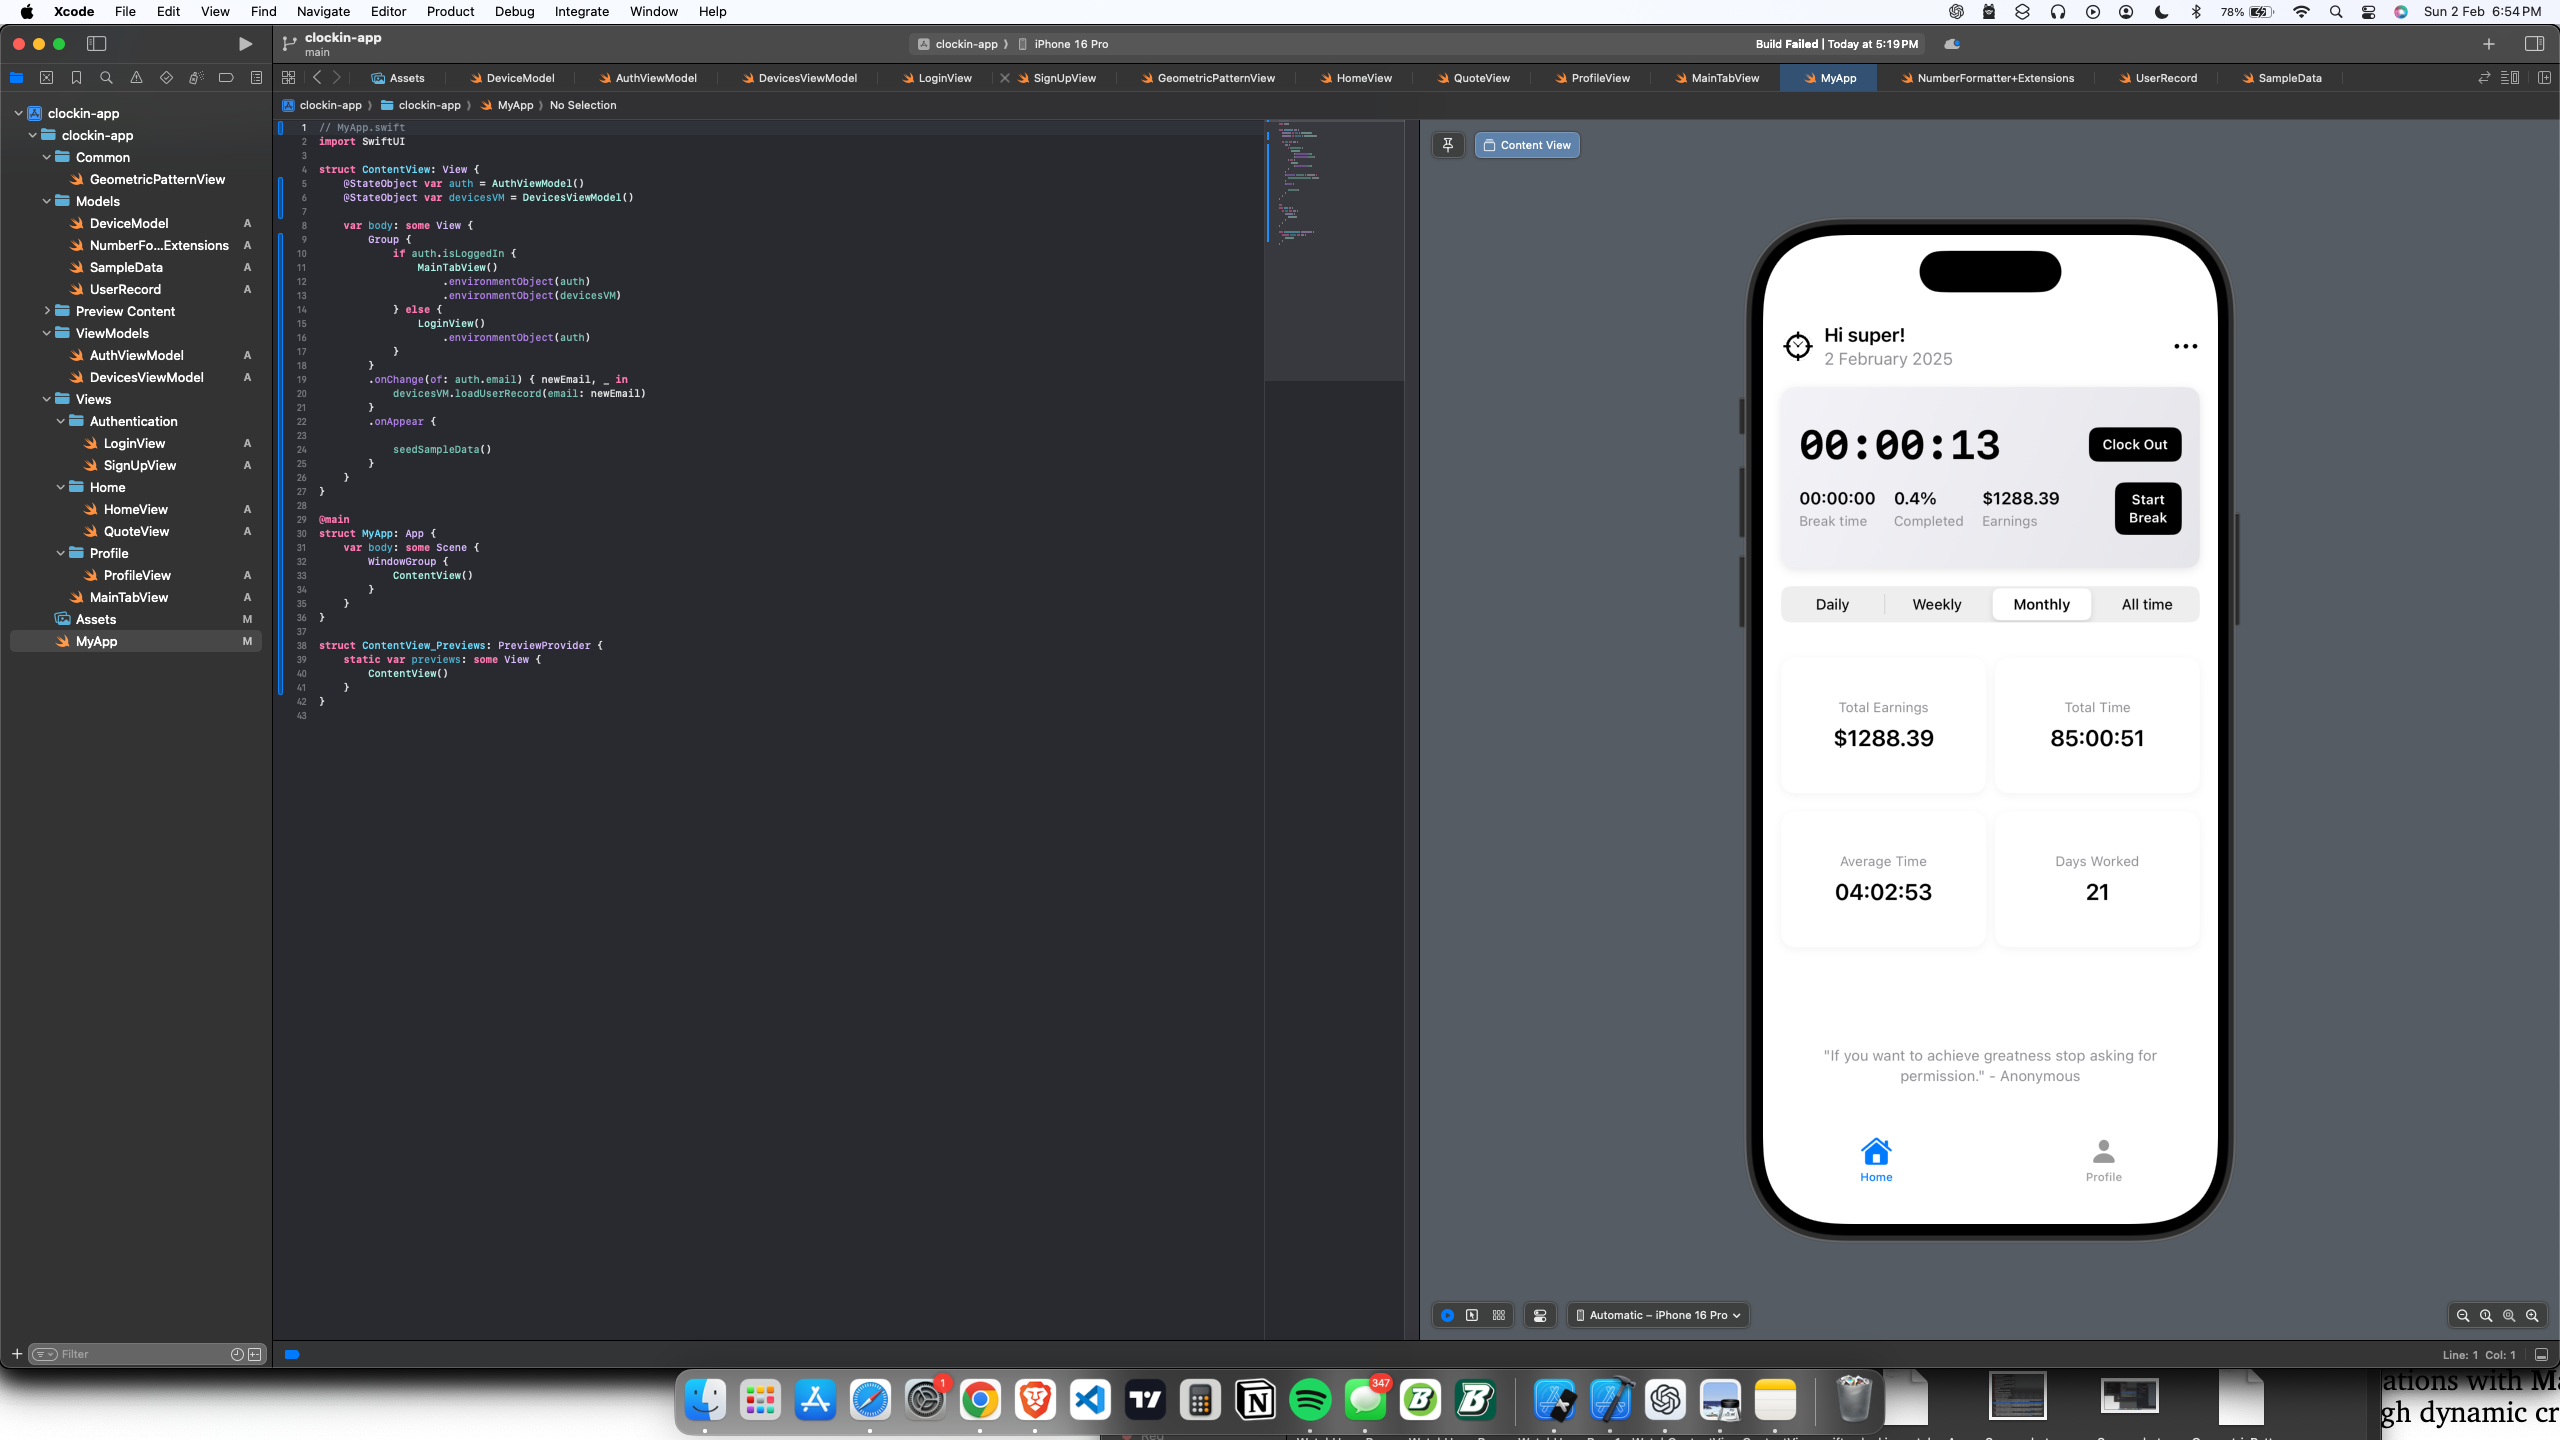 Xcode File Edit View Find Navigate Editor Product Debug Integrate Window Help
78% Sun 2 Feb 6:54 PM
clockin-app
main
clockin-app iPhone 16 Pro
Build Failed | Today at 5:19 PM
Assets DeviceModel AuthViewModel DevicesViewModel LoginView SignUpView GeometricPatternView HomeView QuoteView ProfileView MainTabView MyApp NumberFormatter+Extensions UserRecord SampleData
clockin-app clockin-app MyApp No Selection
clockin-app
clockin-app
Common
GeometricPatternView
Models
DeviceModel A
NumberFo...Extensions A
SampleData A
UserRecord A
Preview Content
ViewModels
AuthViewModel A
DevicesViewModel A
Views
Authentication
LoginView A
SignUpView A
Home
HomeView A
QuoteView A
Profile
ProfileView A
MainTabView A
Assets M
MyApp M
Filter
1 // MyApp.swift
2 import SwiftUI
3
4 struct ContentView: View {
5 @StateObject var auth = AuthViewModel()
6 @StateObject var devicesVM = DevicesViewModel()
7
8 var body: some View {
9 Group {
10 if auth.isLoggedIn {
11 MainTabView()
12 .environmentObject(auth)
13 .environmentObject(devicesVM)
14 } else {
15 LoginView()
16 .environmentObject(auth)
17 }
18 }
19 .onChange(of: auth.email) { newEmail, _ in
20 devicesVM.loadUserRecord(email: newEmail)
21 }
22 .onAppear {
23
24 seedSampleData()
25 }
26 }
27 }
28
29 @main
30 struct MyApp: App {
31 var body: some Scene {
32 WindowGroup {
33 ContentView()
34 }
35 }
36 }
37
38 struct ContentView_Previews: PreviewProvider {
39 static var previews: some View {
40 ContentView()
41 }
42 }
43
Content View
Hi super!
2 February 2025
00:00:13 Clock Out
00:00:00 0.4% $1288.39 Start
Break time Completed Earnings Break
Daily Weekly Monthly All time
Total Earnings Total Time
$1288.39 85:00:51
Average Time Days Worked
04:02:53 21
"If you want to achieve greatness stop asking for
permission." - Anonymous
Home Profile
Automatic – iPhone 16 Pro
Line: 1 Col: 1
1
347
ations with Ma
gh dynamic cr